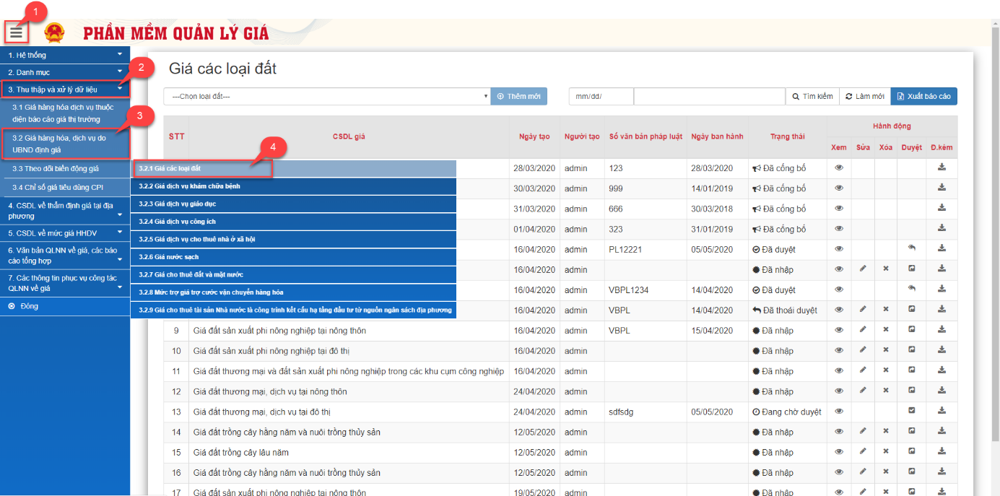 1
PHẦN MỀM QUẢN LÝ GIÁ
1. Hệ thống
2. Danh mục
2
3. Thu thập và xử lý dữ liệu
3.1 Giá hàng hóa dịch vụ thuộc
diện báo cáo giá thị trường
3
3.2 Giá hàng hóa, dịch vụ do
UBND định giá
3.3 Theo dõi biến động giá
3.4 Chỉ số giá tiêu dùng CPI
4. CSDL về thẩm định giá tại địa
phương
5. CSDL về mức giá HHDV
6. Văn bản QLNN về giá, các báo
cáo tổng hợp
7. Các thông tin phục vụ công tác
QLNN về giá
Đóng
4
3.2.1 Giá các loại đất
3.2.2 Giá dịch vụ khám chữa bệnh
3.2.3 Giá dịch vụ giáo dục
3.2.4 Giá dịch vụ công ích
3.2.5 Giá dịch vụ cho thuê nhà ở xã hội
3.2.6 Giá nước sạch
3.2.7 Giá cho thuê đất và mặt nước
3.2.8 Mức trợ giá trợ cước vận chuyển hàng hóa
3.2.9 Giá cho thuê tài sản Nhà nước là công trình kết cấu hạ tầng đầu tư từ nguồn ngân sách địa phương
Giá các loại đất
---Chọn loại đất--- Thêm mới mm/dd/ Tìm kiếm Làm mới Xuất báo cáo
STT CSDL giá Ngày tạo Người tạo Số văn bản pháp luật Ngày ban hành Trạng thái Hành động
Xem Sửa Xóa Duyệt Đ.kèm
28/03/2020 admin 123 28/03/2020 Đã công bố
30/03/2020 admin 999 14/01/2019 Đã công bố
31/03/2020 admin 666 30/03/2018 Đã công bố
01/04/2020 admin 323 31/01/2019 Đã công bố
16/04/2020 admin PL12221 05/05/2020 Đã duyệt
16/04/2020 admin Đã nhập
16/04/2020 admin VBPL1234 14/04/2020 Đã duyệt
16/04/2020 admin VBPL 14/04/2020 Đã thoái duyệt
9 Giá đất sản xuất phi nông nghiệp tại nông thôn 16/04/2020 admin VBPL 15/04/2020 Đã nhập
10 Giá đất sản xuất phi nông nghiệp tại đô thị 16/04/2020 admin Đã nhập
11 Giá đất thương mại và đất sản xuất phi nông nghiệp trong các khu cụm công nghiệp 16/04/2020 admin Đã nhập
12 Giá đất thương mại, dịch vụ tại nông thôn 24/04/2020 admin Đã nhập
13 Giá đất thương mại, dịch vụ tại đô thị 24/04/2020 admin sdfsdg 05/05/2020 Đang chờ duyệt
14 Giá đất trồng cây hằng năm và nuôi trồng thủy sản 12/05/2020 admin Đã nhập
15 Giá đất trồng cây lâu năm 12/05/2020 admin Đã nhập
16 Giá đất trồng cây hằng năm và nuôi trồng thủy sản 12/05/2020 admin Đã nhập
17 Giá đất sản xuất phi nông nghiệp tại nông thôn 19/05/2020 admin Đã nhập